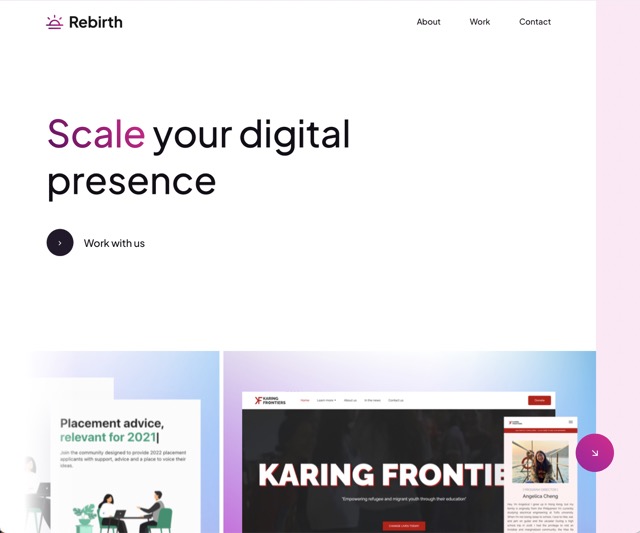 Rebirth
About
Work
Contact
Scale your digital
presence
Work with us
Placement advice,
relevant for 2021
Join the community designed to provide 2022 placement
applicants with support, advice and a place to voice their
ideas.
KARING
FRONTIERS
Home
Learn more
About us
In the news
Contact us
Donate
KARING FRONTIE
"Empowering refugee and migrant youth through their education"
Angelica Cheng